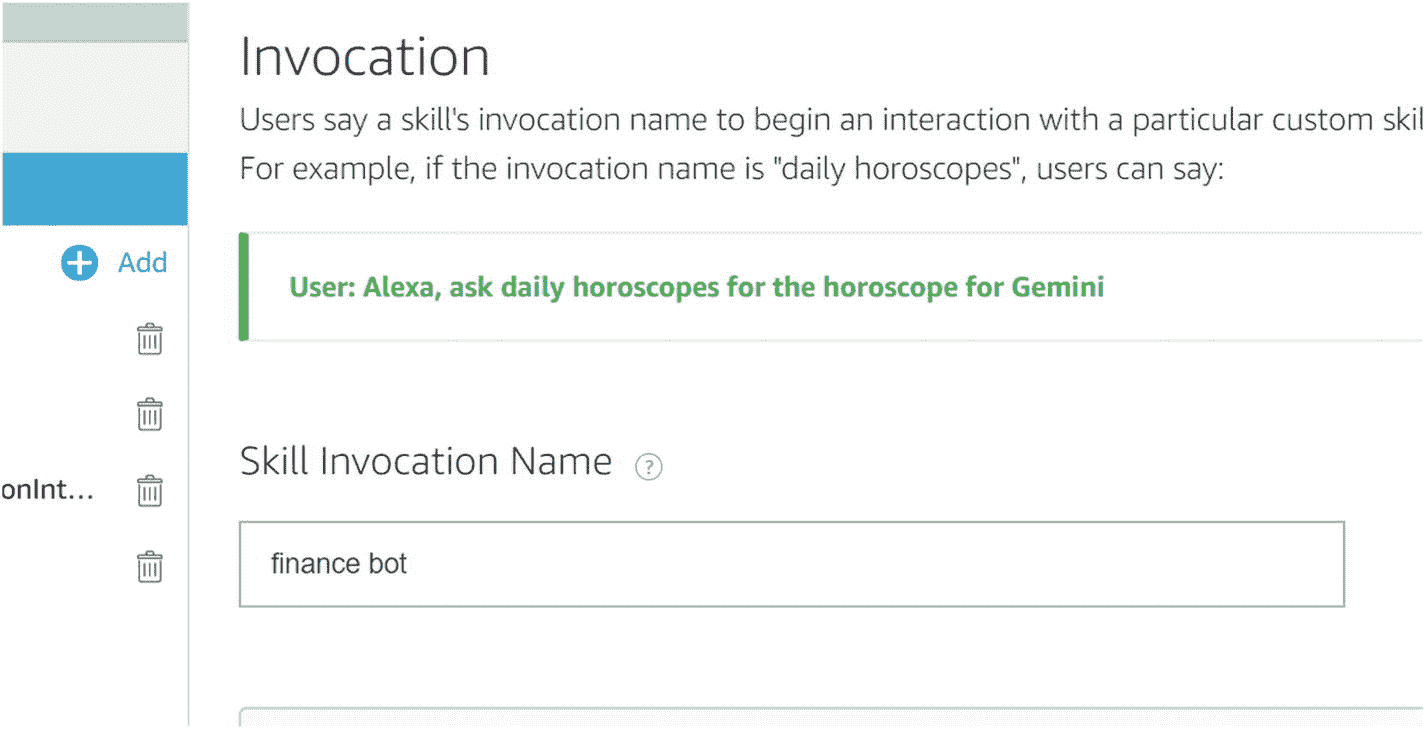 Invocation
Users say a skill's invocation name to begin an interaction with a particular custom skil
For example, if the invocation name is "daily horoscopes", users can say:
Add
User: Alexa, ask daily horoscopes for the horoscope for Gemini
Skill Invocation Name ?
onInt...
finance bot